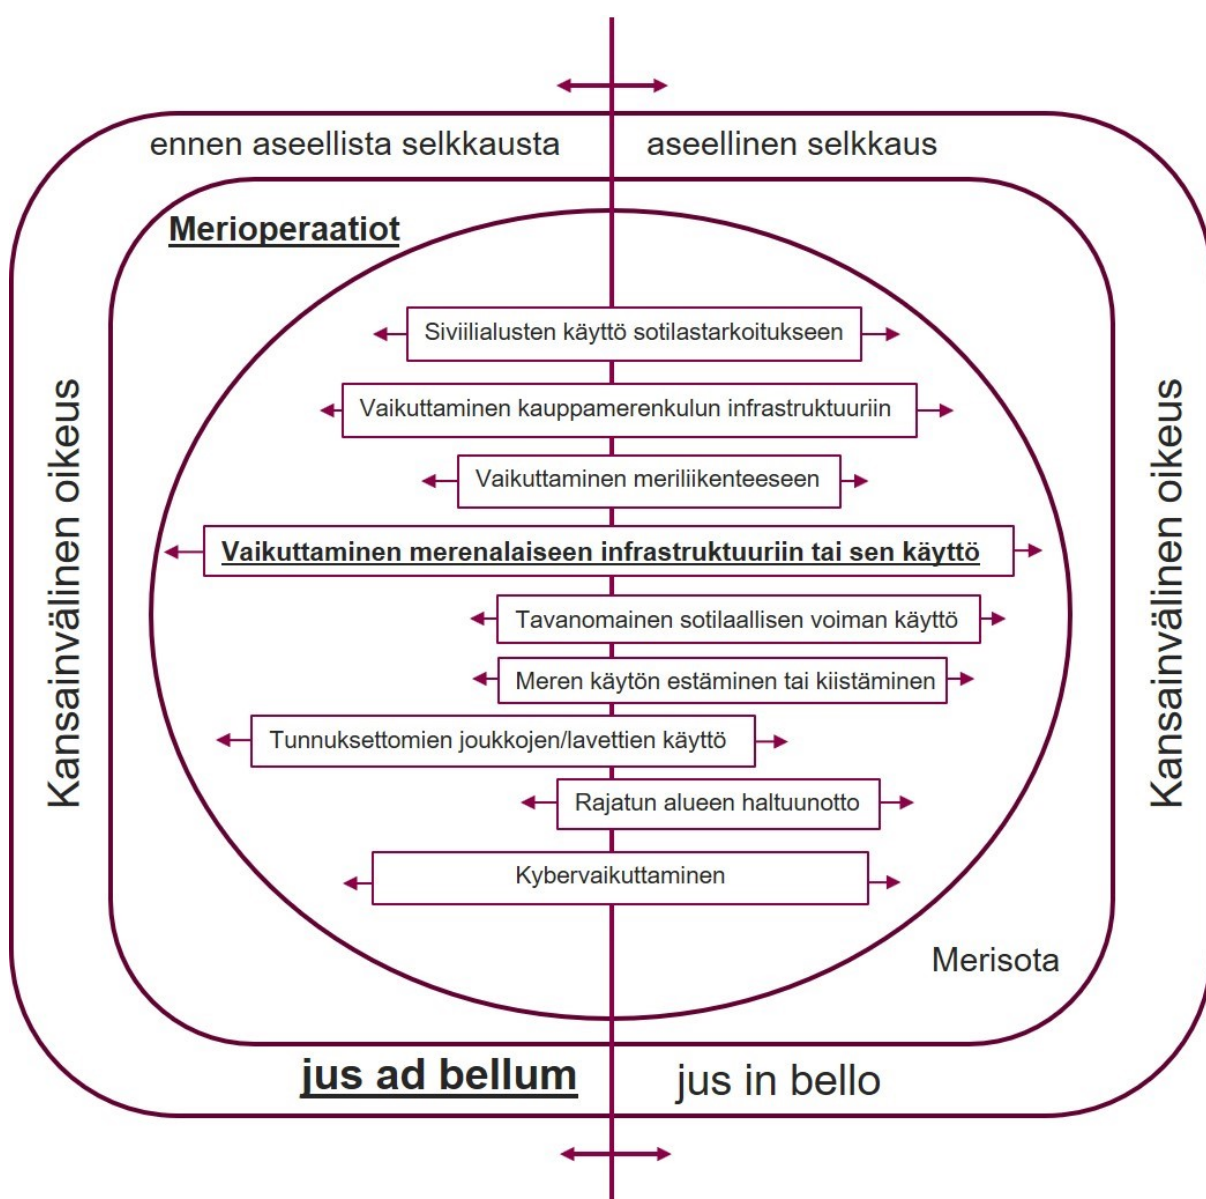 ennen aseellista selkkausta
aseellinen selkkaus
Merioperaatiot
Kansainvälinen oikeus
Siviilialusten käyttö sotilastarkoitukseen
Vaikuttaminen kauppamerenkulun infrastruktuuriin
Vaikuttaminen meriliikenteeseen
Vaikuttaminen merenalaiseen infrastruktuuriin tai sen käyttö
Tavanomainen sotilaallisen voiman käyttö
Meren käytön estäminen tai kiistäminen
Tunnuksettomien joukkojen/lavettien käyttö
Rajatun alueen haltuunotto
Kybervaikuttaminen
Kansainvälinen oikeus
Merisota
jus ad bellum
jus in bello